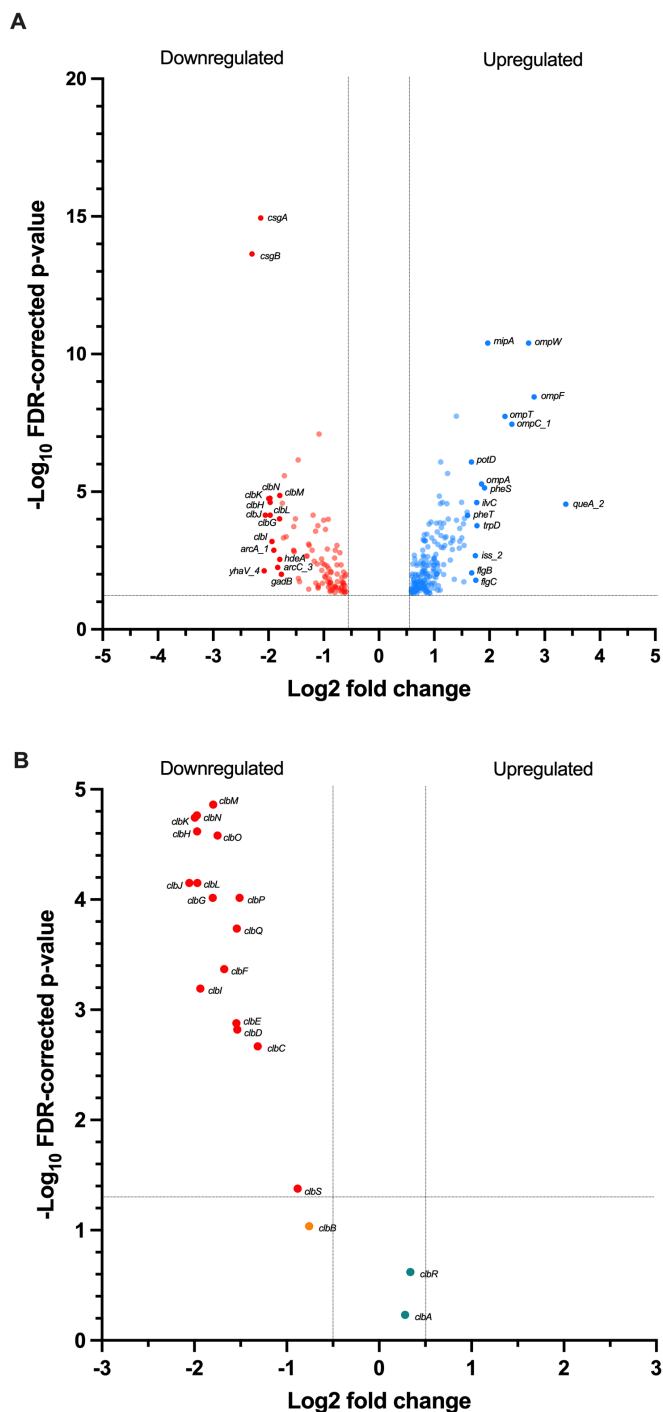 A
Downregulated
Upregulated
20
15
10
5
0
-Log10 FDR-corrected p-value
csgA
csgB
mipA
ompW
ompF
ompT
ompC_1
potD
ompA
pheS
clbN
clbK
clbM
clbH
clbL
clbJ
clbG
clbI
arcA_1
hdeA
arcC_3
yhaV_4
gadB
ilvC
queA_2
pheT
trpD
iss_2
flgB
flgC
-5 -4 -3 -2 -1 0 1 2 3 4 5
Log2 fold change
B
Downregulated
Upregulated
5
4
3
2
1
0
-Log10 FDR-corrected p-value
clbM
clbK
clbN
clbH
clbO
clbJ
clbL
clbG
clbP
clbQ
clbF
clbI
clbE
clbD
clbC
clbS
clbB
clbR
clbA
-3 -2 -1 0 1 2 3
Log2 fold change